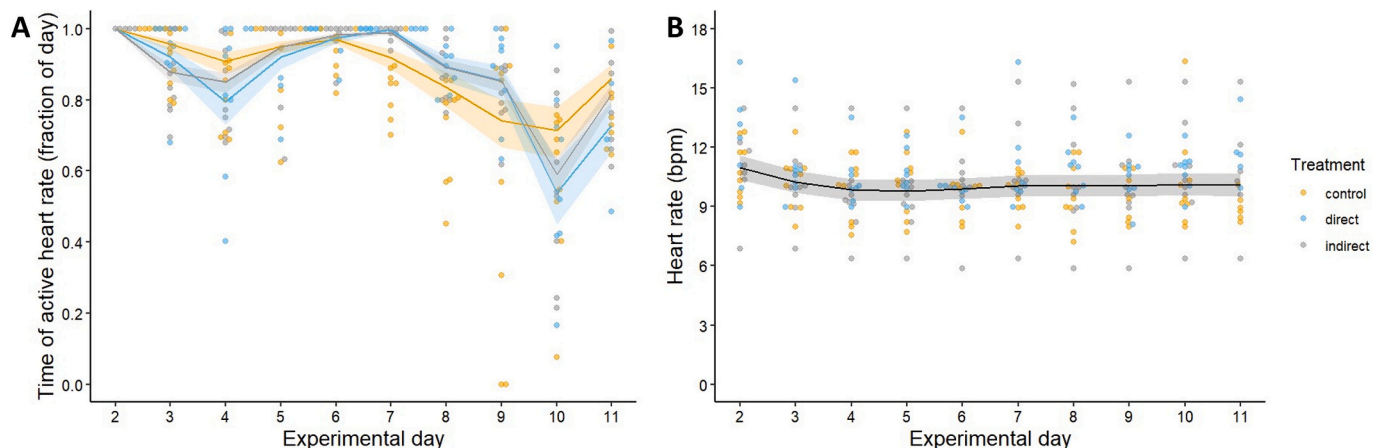 A
Time of active heart rate (fraction of day)
1.0
0.8
0.6
0.4
0.2
0.0
2 3 4 5 6 7 8 9 10 11
Experimental day
B
Heart rate (bpm)
18
15
12
9
6
3
0
2 3 4 5 6 7 8 9 10 11
Experimental day
Treatment
control
direct
indirect